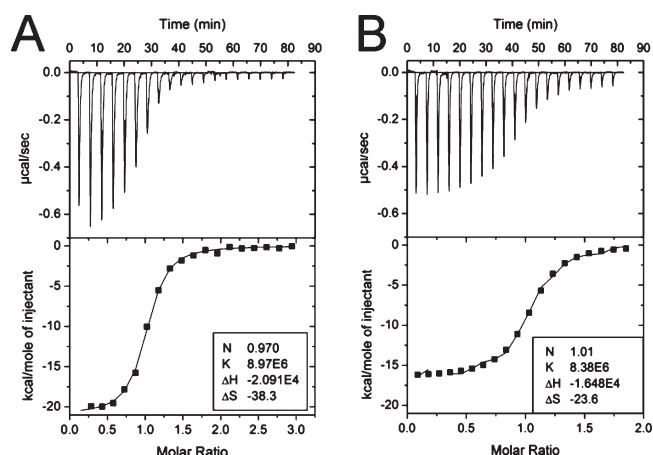 A
Time (min)
0 10 20 30 40 50 60 70 80 90
0.0
-0.2
-0.4
-0.6
µcal/sec
0
-5
-10
-15
-20
kcal/mole of injectant
N 0.970
K 8.97E6
ΔH -2.091E4
ΔS -38.3
0.0 0.5 1.0 1.5 2.0 2.5 3.0
Molar Ratio
B
Time (min)
0 10 20 30 40 50 60 70 80 90
0.0
-0.2
-0.4
-0.6
µcal/sec
0
-5
-10
-15
-20
kcal/mole of injectant
N 1.01
K 8.38E6
ΔH -1.648E4
ΔS -23.6
0.0 0.5 1.0 1.5 2.0
Molar Ratio